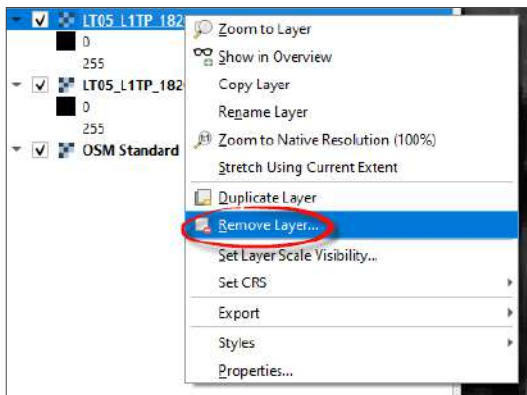 LT05_L1TP_182
0
255
LT05_L1TP_182
0
255
OSM Standard
Zoom to Layer
Show in Overview
Copy Layer
Rename Layer
Zoom to Native Resolution (100%)
Stretch Using Current Extent
Duplicate Layer
Remove Layer...
Set Layer Scale Visibility...
Set CRS
Export
Styles
Properties...